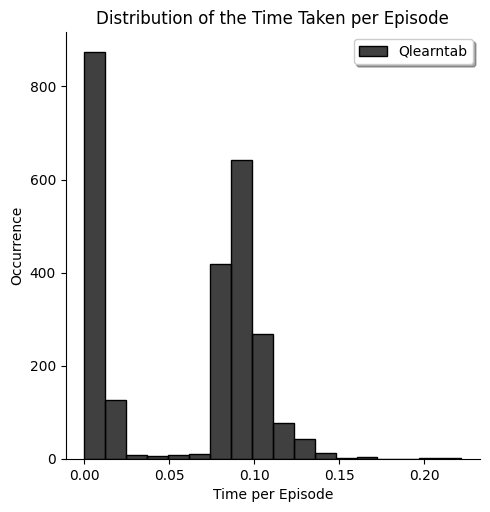 Distribution of the Time Taken per Episode
Qlearntab
800
600
400
200
0
Occurrence
0.00 0.05 0.10 0.15 0.20
Time per Episode